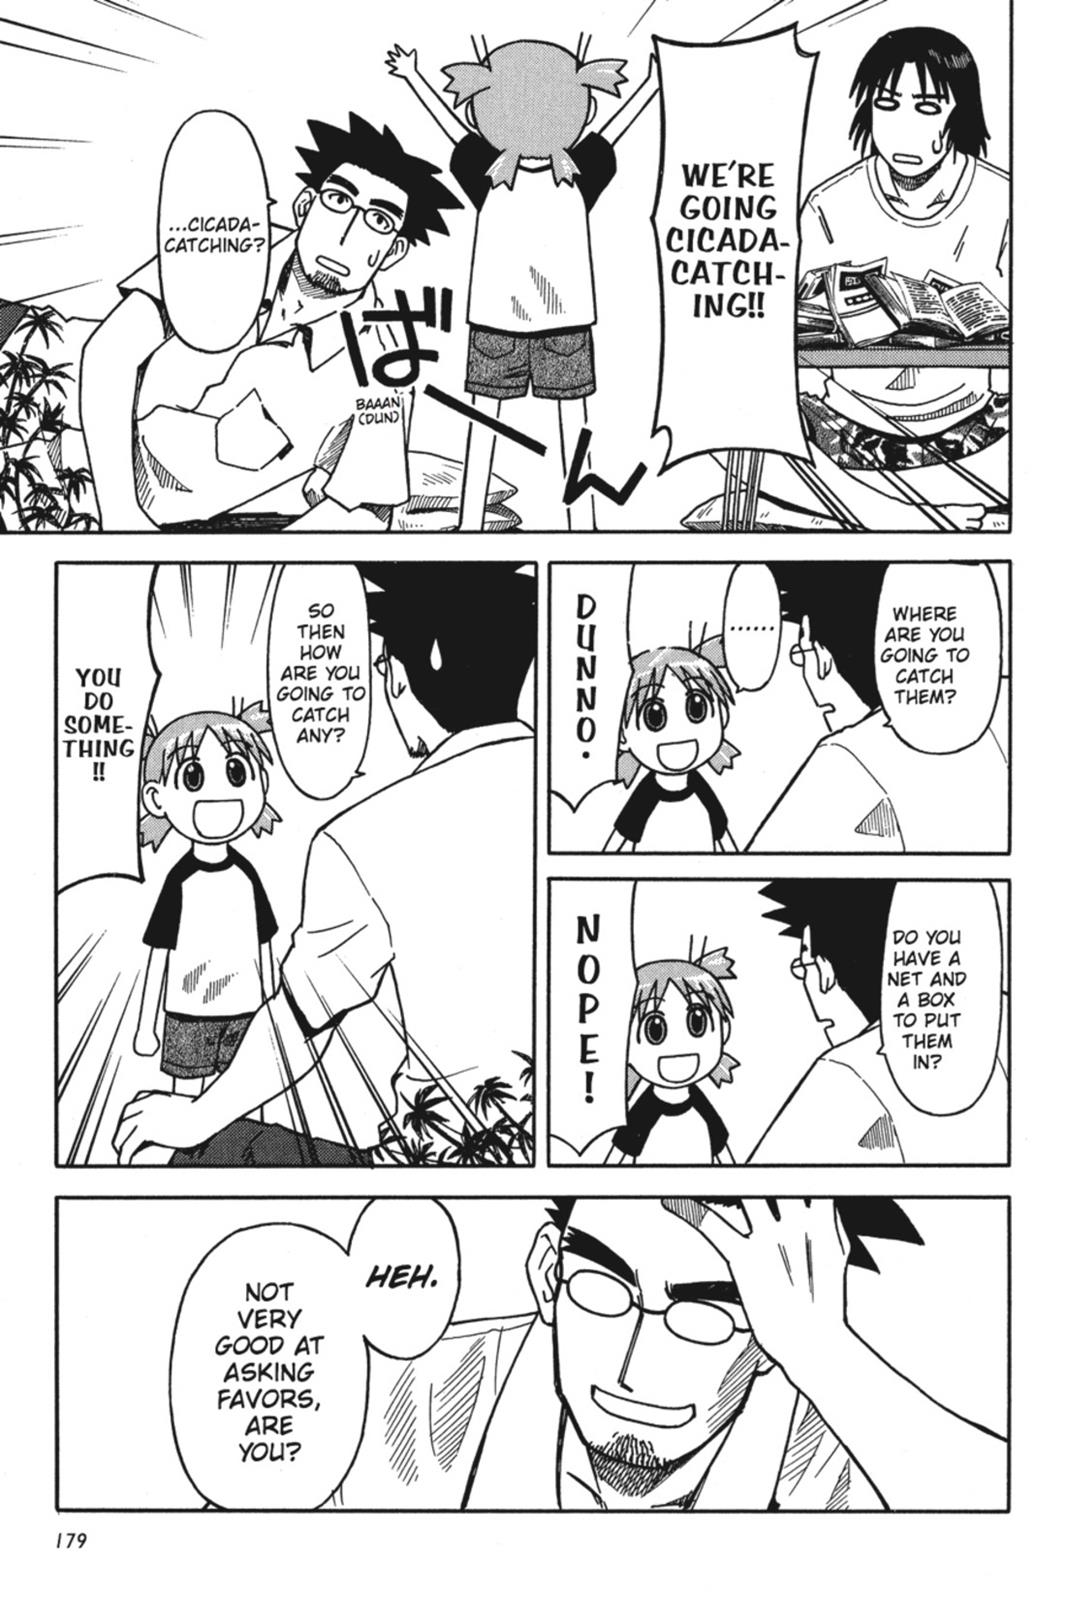 WE'RE
GOING
CICADA-
CATCH-
ING!!
...CICADA-
CATCHING?
ばーん
BAAAN
(DUN)
WHERE
ARE YOU
GOING TO
CATCH
THEM?
......
DUNNO.
DO YOU
HAVE A
NET AND
A BOX
TO PUT
THEM
IN?
NOPE!
SO
THEN
HOW
ARE YOU
GOING TO
CATCH
ANY?
YOU
DO
SOME-
THING
!!
HEH.
NOT
VERY
GOOD AT
ASKING
FAVORS,
ARE
YOU?
179